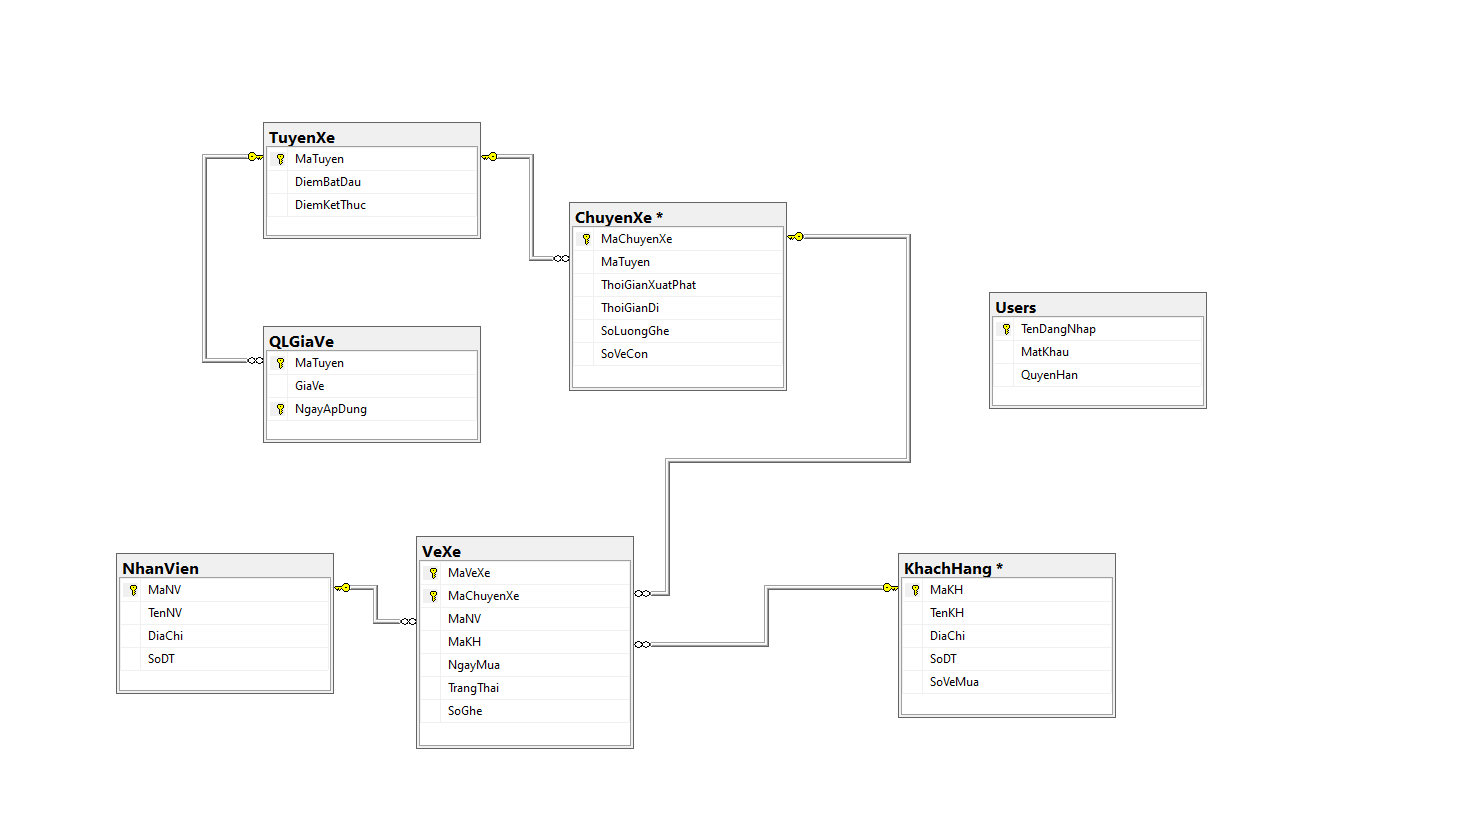 TuyenXe
MaTuyen
DiemBatDau
DiemKetThuc
ChuyenXe *
MaChuyenXe
MaTuyen
ThoiGianXuatPhat
ThoiGianDi
SoLuongGhe
SoVeCon
Users
TenDangNhap
MatKhau
QuyenHan
QLGiaVe
MaTuyen
GiaVe
NgayApDung
NhanVien
MaNV
TenNV
DiaChi
SoDT
VeXe
MaVeXe
MaChuyenXe
MaNV
MaKH
NgayMua
TrangThai
SoGhe
KhachHang *
MaKH
TenKH
DiaChi
SoDT
SoVeMua